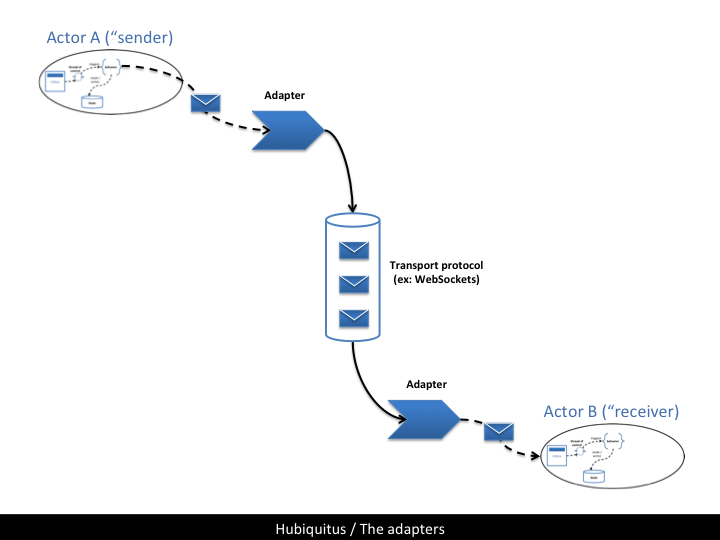 Actor A (“sender)
Adapter
Transport protocol
(ex: WebSockets)
Adapter
Actor B (“receiver)
Hubiquitus / The adapters